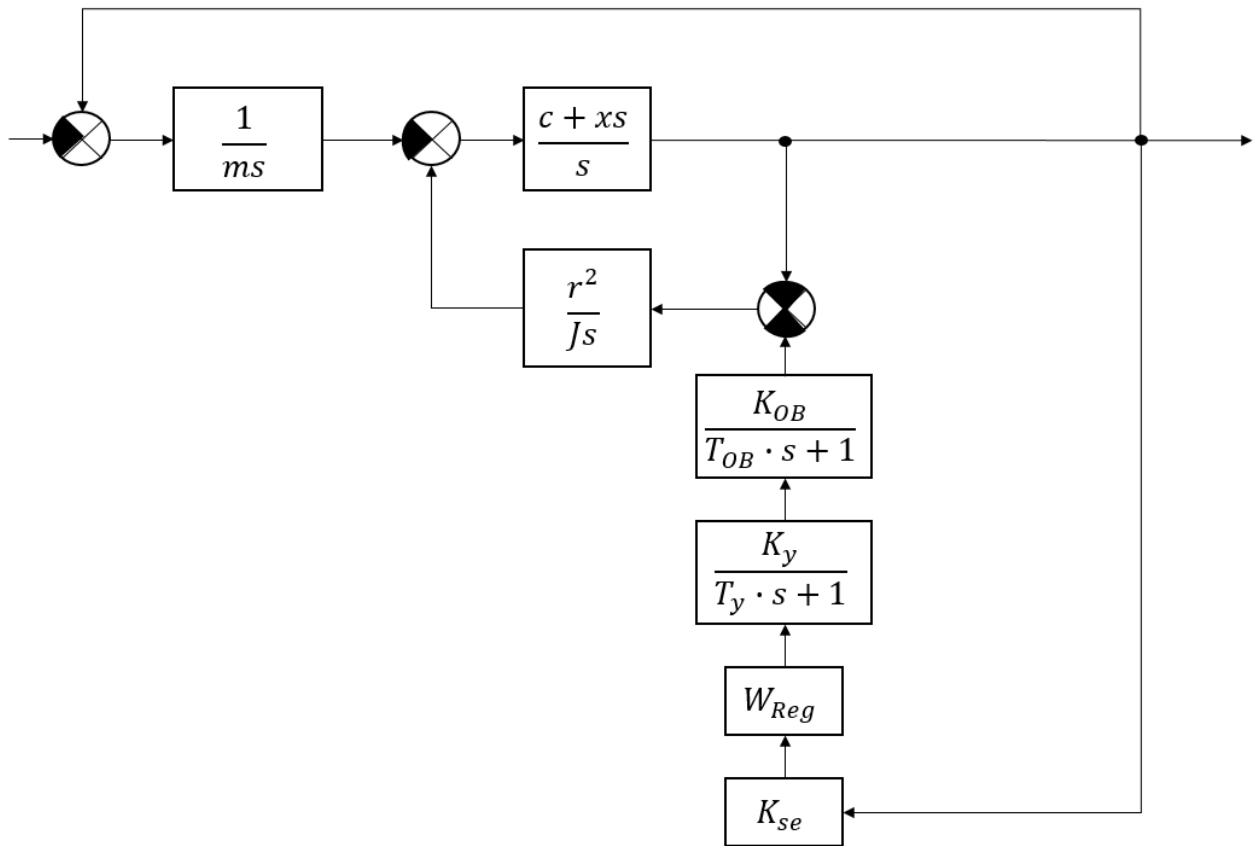 1
ms
c + xs
s
r²
Js
K_OB
T_OB · s + 1
K_y
T_y · s + 1
W_Reg
K_se